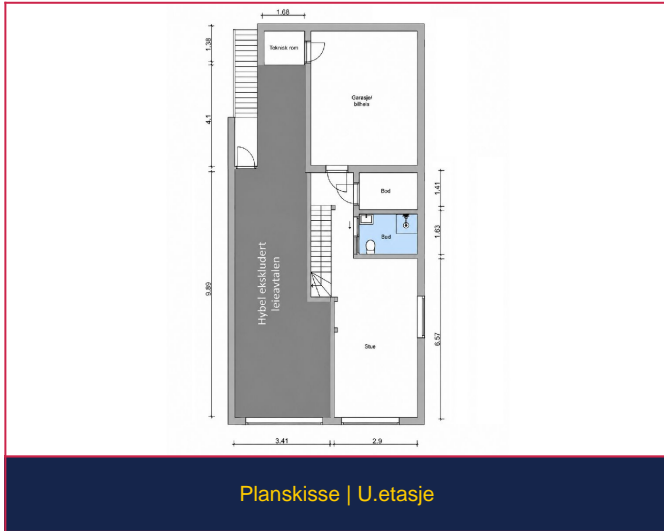 1.68
1.38
Teknisk rom
Garasje/
bilhals
4.1
Bod
1.41
Bad
1.63
9.89
Hybel ekskludert
leieavtalen
Stue
6.57
3.41
2.9
Planskisse | U.etasje